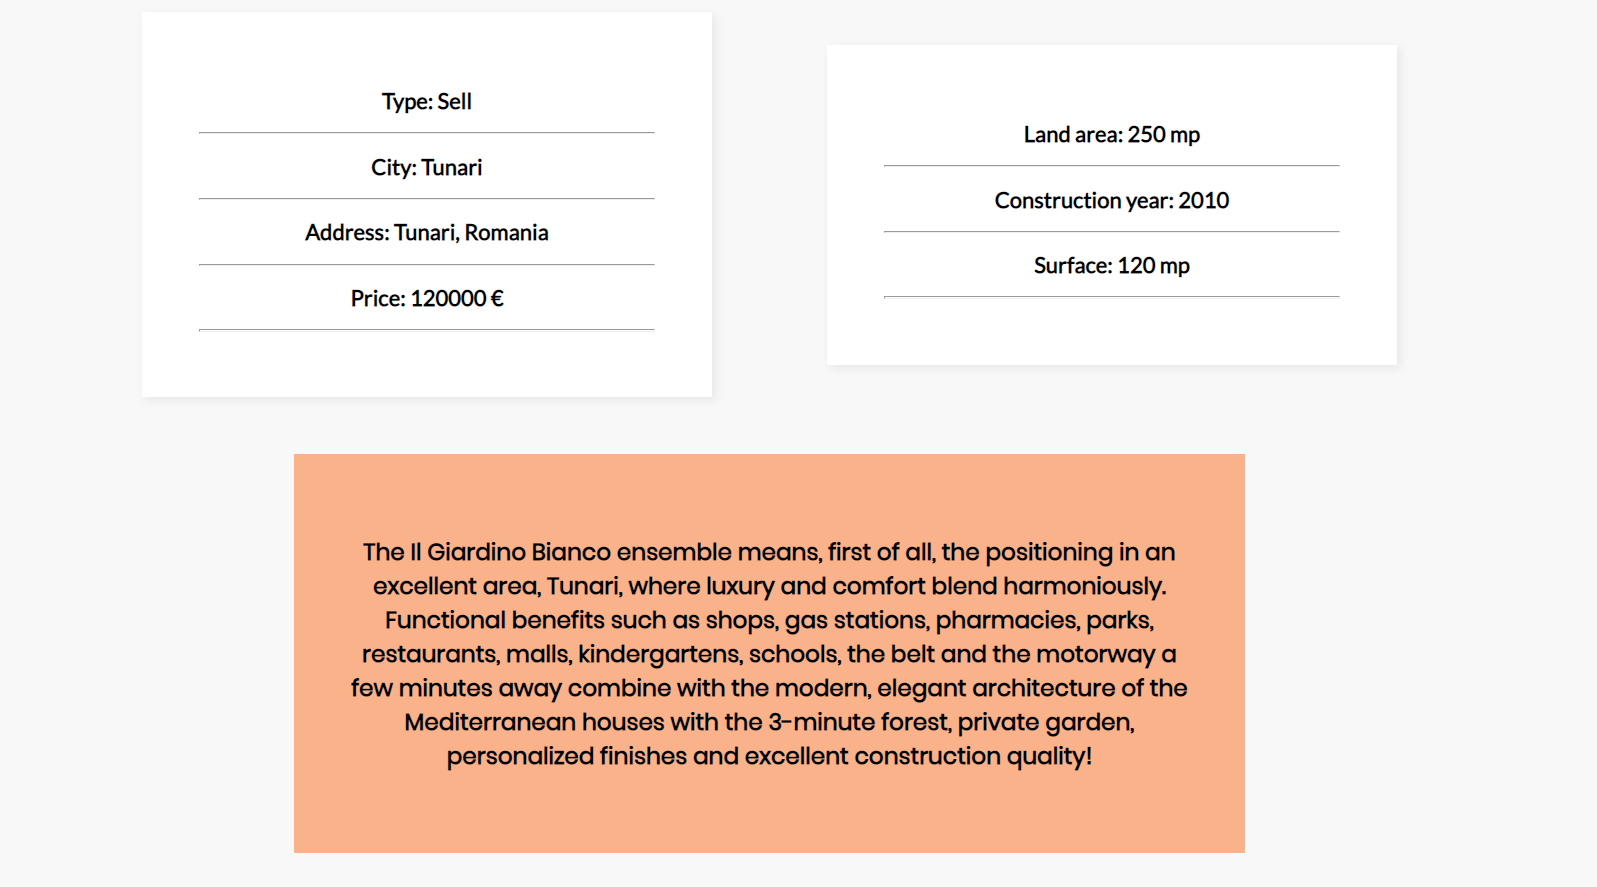 Type: Sell
City: Tunari
Address: Tunari, Romania
Price: 120000 €
Land area: 250 mp
Construction year: 2010
Surface: 120 mp
The Il Giardino Bianco ensemble means, first of all, the positioning in an
excellent area, Tunari, where luxury and comfort blend harmoniously.
Functional benefits such as shops, gas stations, pharmacies, parks,
restaurants, malls, kindergartens, schools, the belt and the motorway a
few minutes away combine with the modern, elegant architecture of the
Mediterranean houses with the 3-minute forest, private garden,
personalized finishes and excellent construction quality!